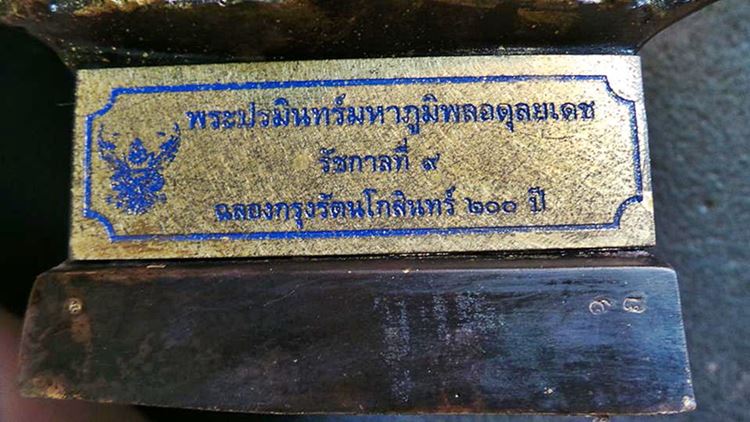 พระปรมินทร์มหาภูมิพลอดุลยเดช
รัชกาลที่ ๙
ฉลองกรุงรัตนโกสินทร์ ๒๐๐ ปี